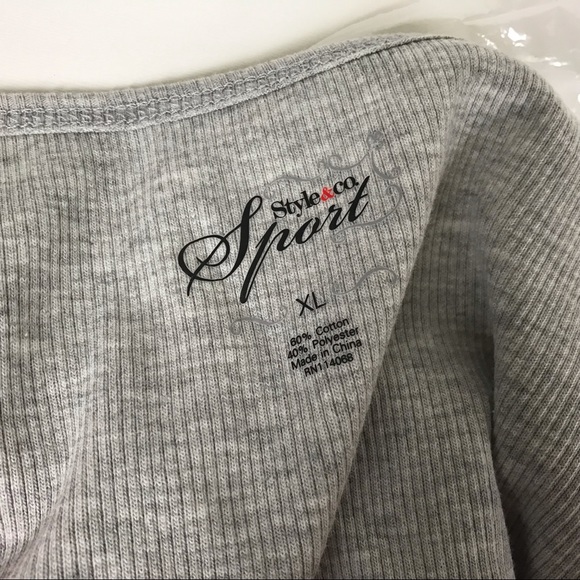 Style&co.
Sport
XL
60% Cotton
40% Polyester
Made in China
RN114068